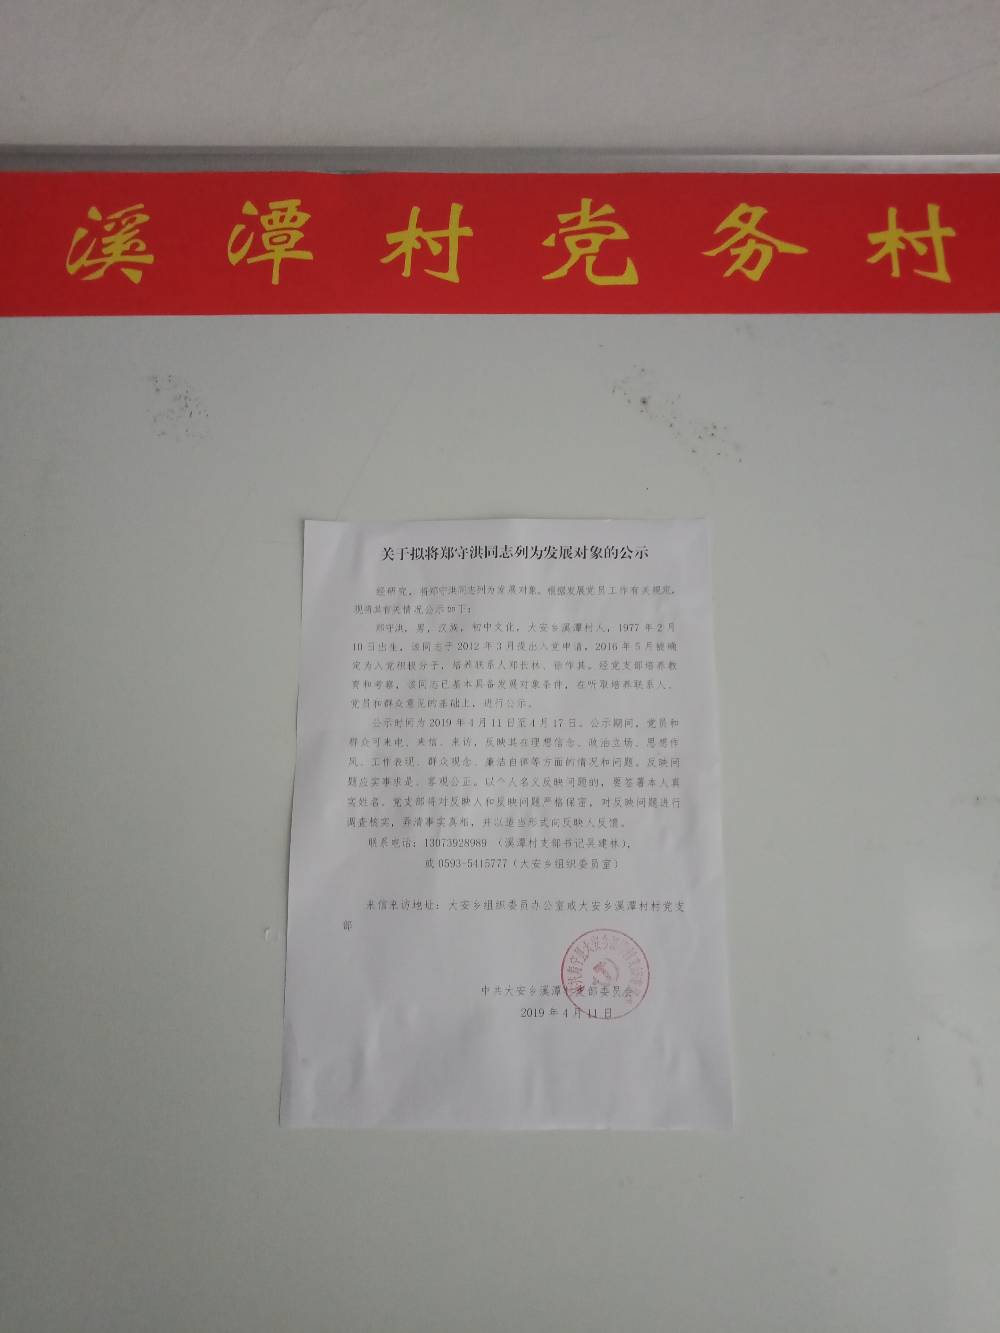 溪潭村党务村
关于拟将郑守洪同志列为发展对象的公示
经研究，将郑守洪同志列为发展对象。根据发展党员工作有关规定，
现将其有关情况公示如下：
郑守洪，男，汉族，初中文化，大安乡溪潭村人，1977年2月
10日出生，该同志于2012年3月提出入党申请，2016年5月被确
定为入党积极分子，培养联系人郑长林、徐作其。经党支部培养教
育和考察，该同志已基本具备发展对象条件，在听取培养联系人、
党员和群众意见的基础上，进行公示。
公示时间为2019年4月11日至4月17日。公示期间，党员和
群众可来电、来信、来访，反映其在理想信念、政治立场、思想作
风、工作表现、群众观念、廉洁自律等方面的情况和问题。反映问
题应实事求是、客观公正。以个人名义反映问题的，要签署本人真
实姓名。党支部将对反映人和反映问题严格保密，对反映问题进行
调查核实，弄清事实真相，并以适当形式向反映人反馈。
联系电话：13073928989（溪潭村支部书记吴建林），
或0593-5415777（大安乡组织委员室）
来信来访地址：大安乡组织委员办公室或大安乡溪潭村村党支
部
中共大安乡溪潭村支部委员会
2019年4月11日